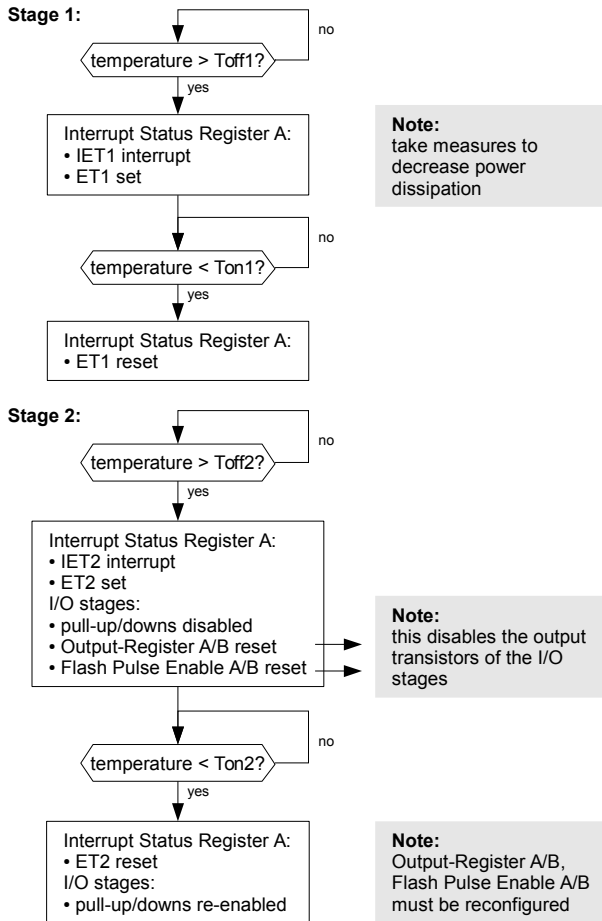 Stage 1:
no
temperature > Toff1?
yes
Interrupt Status Register A:
• IET1 interrupt
• ET1 set
Note:
take measures to
decrease power
dissipation
no
temperature < Ton1?
yes
Interrupt Status Register A:
• ET1 reset
Stage 2:
no
temperature > Toff2?
yes
Interrupt Status Register A:
• IET2 interrupt
• ET2 set
I/O stages:
• pull-up/downs disabled
• Output-Register A/B reset
• Flash Pulse Enable A/B reset
Note:
this disables the output
transistors of the I/O
stages
no
temperature < Ton2?
yes
Interrupt Status Register A:
• ET2 reset
I/O stages:
• pull-up/downs re-enabled
Note:
Output-Register A/B,
Flash Pulse Enable A/B
must be reconfigured